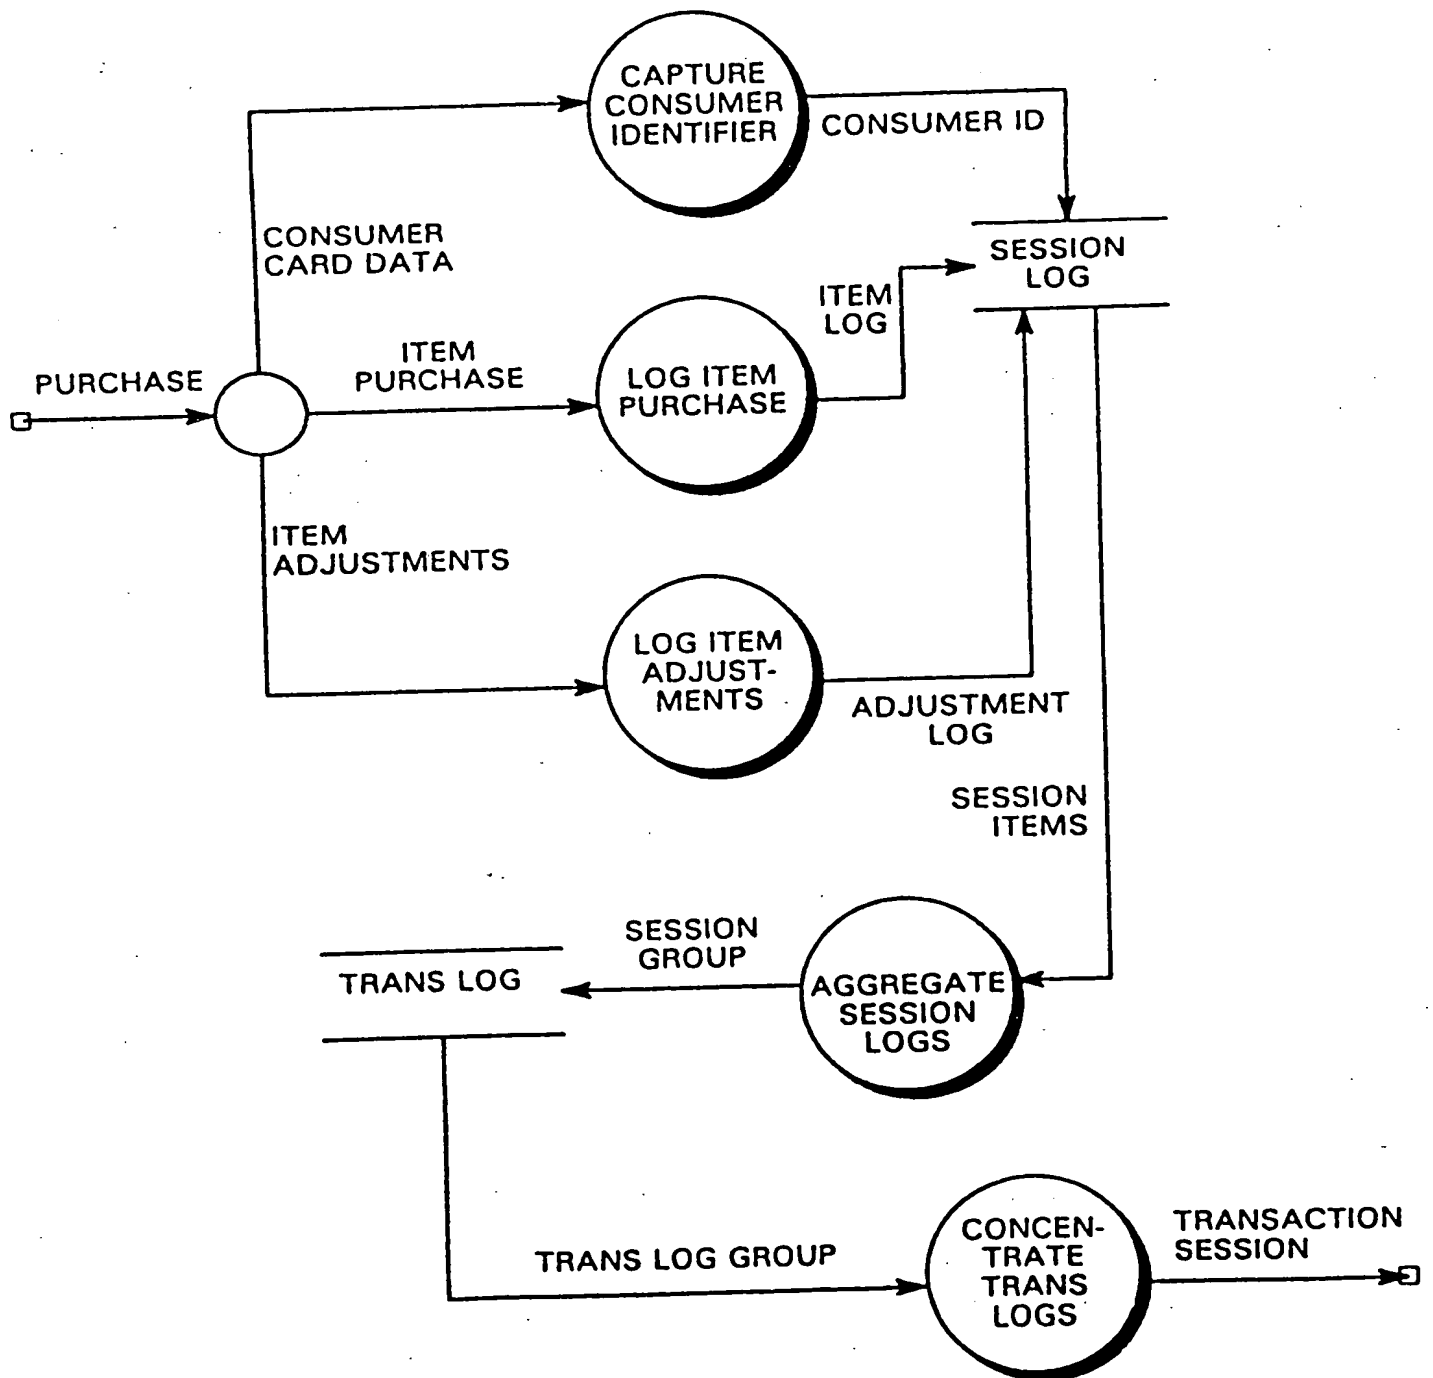 CAPTURE
CONSUMER
IDENTIFIER
CONSUMER ID
CONSUMER
CARD DATA
SESSION
LOG
ITEM
LOG
PURCHASE
ITEM
PURCHASE
LOG ITEM
PURCHASE
ITEM
ADJUSTMENTS
LOG ITEM
ADJUST-
MENTS
ADJUSTMENT
LOG
SESSION
ITEMS
SESSION
GROUP
TRANS LOG
AGGREGATE
SESSION
LOGS
TRANS LOG GROUP
CONCEN-
TRATE
TRANS
LOGS
TRANSACTION
SESSION